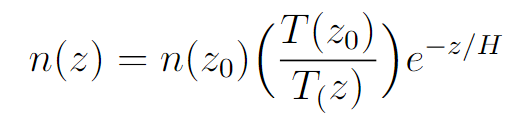 n(z) = n(z₀)(T(z₀)/T₍z))e^{-z/H}